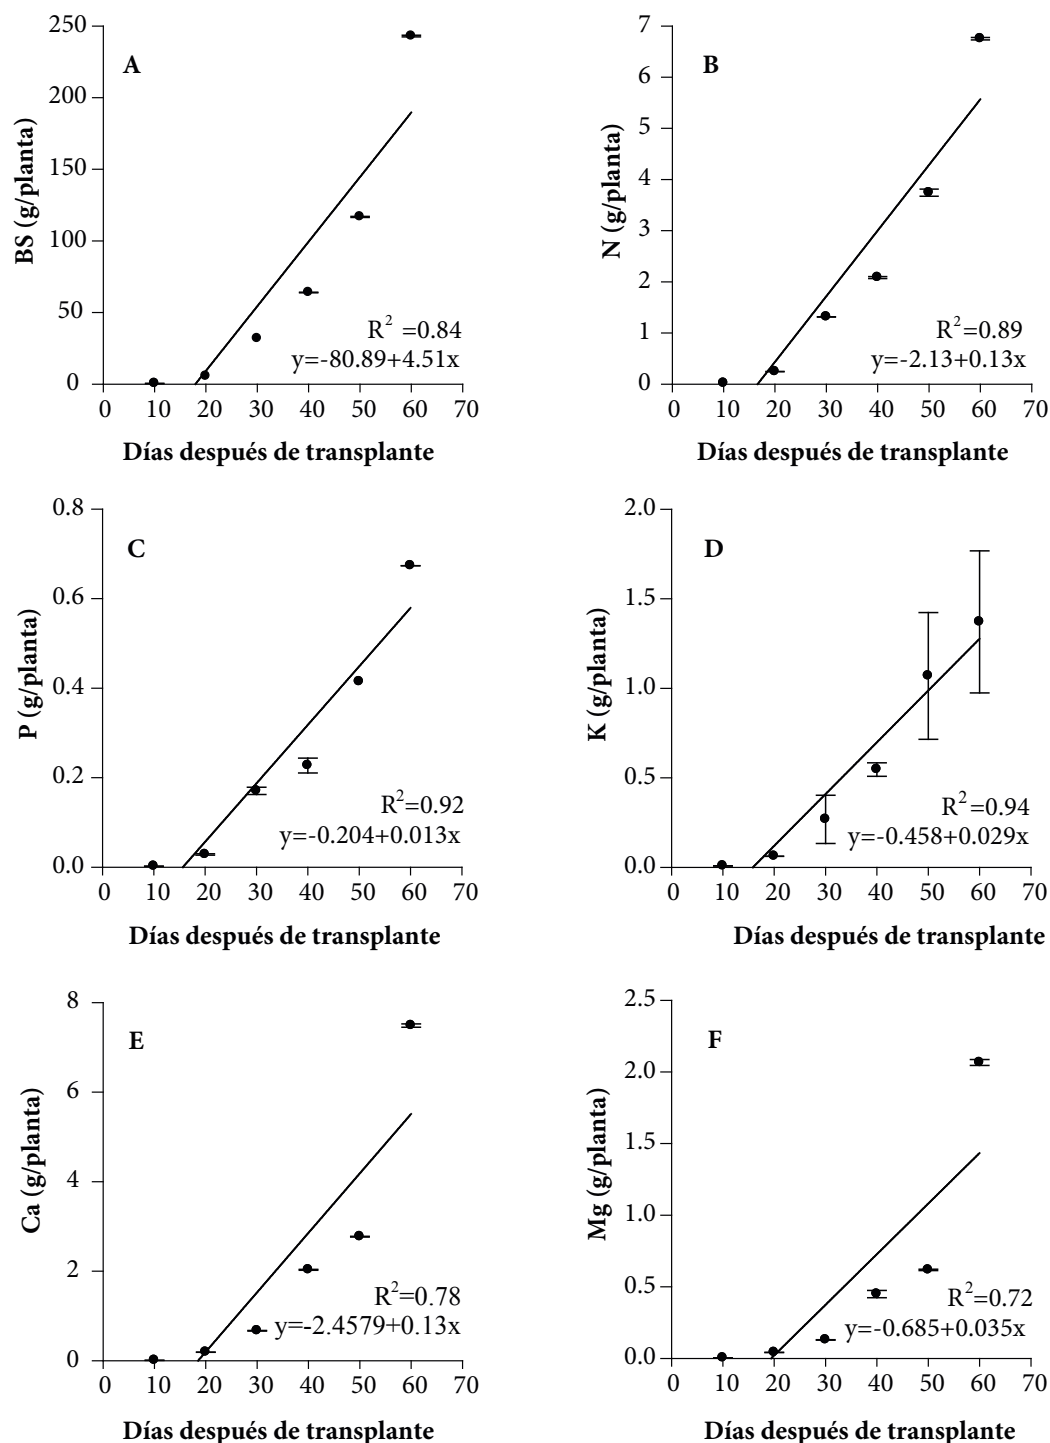 A
BS (g/planta)
250
200
150
100
50
0
R² =0.84
y=-80.89+4.51x
0 10 20 30 40 50 60 70
Días después de transplante
B
N (g/planta)
7
6
5
4
3
2
1
0
R²=0.89
y=-2.13+0.13x
0 10 20 30 40 50 60 70
Días después de transplante
C
P (g/planta)
0.8
0.6
0.4
0.2
0.0
R²=0.92
y=-0.204+0.013x
0 10 20 30 40 50 60 70
Días después de transplante
D
K (g/planta)
2.0
1.5
1.0
0.5
0.0
R²=0.94
y=-0.458+0.029x
0 10 20 30 40 50 60 70
Días después de transplante
E
Ca (g/planta)
8
6
4
2
0
R²=0.78
y=-2.4579+0.13x
0 10 20 30 40 50 60 70
Días después de transplante
F
Mg (g/planta)
2.5
2.0
1.5
1.0
0.5
0.0
R²=0.72
y=-0.685+0.035x
0 10 20 30 40 50 60 70
Días después de transplante